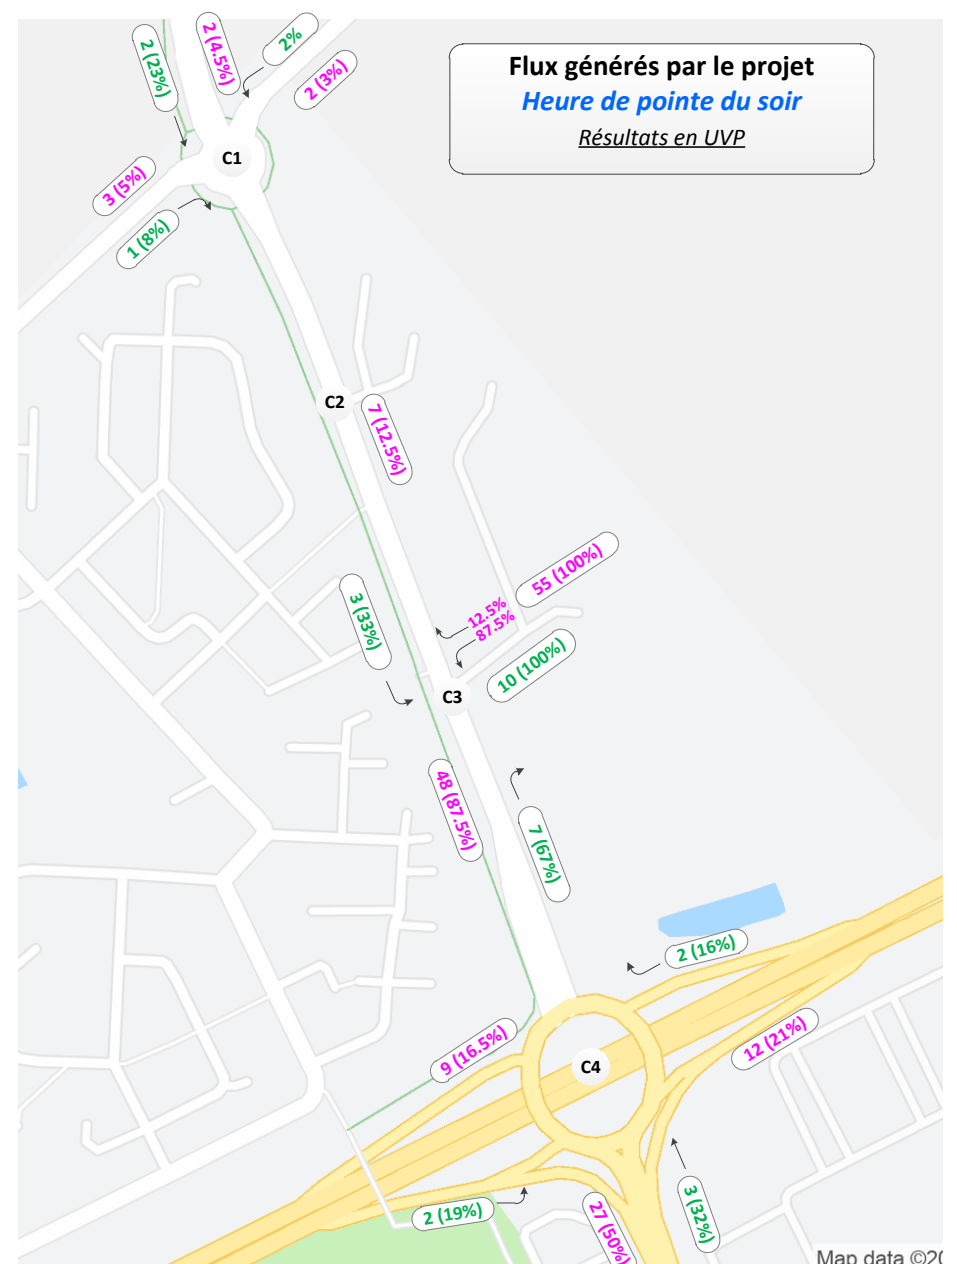 Flux générés par le projet
Heure de pointe du soir
Résultats en UVP
2 (23%)
2 (4.5%)
2%
2 (3%)
C1
3 (5%)
1 (8%)
C2
7 (12.5%)
55 (100%)
12.5%
87.5%
3 (33%)
10 (100%)
C3
48 (87.5%)
7 (67%)
2 (16%)
9 (16.5%)
12 (21%)
C4
2 (19%)
27 (50%)
3 (32%)
Map data ©20